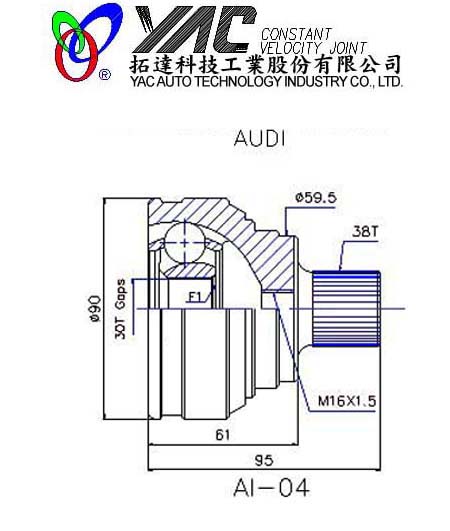 YAC CONSTANT
VELOCITY JOINT
®
拓達科技工業股份有限公司
YAC AUTO TECHNOLOGY INDUSTRY CO., LTD.
AUDI
ø59.5
38T
ø90
30T Gaps
F1
M16X1.5
61
95
AI-04